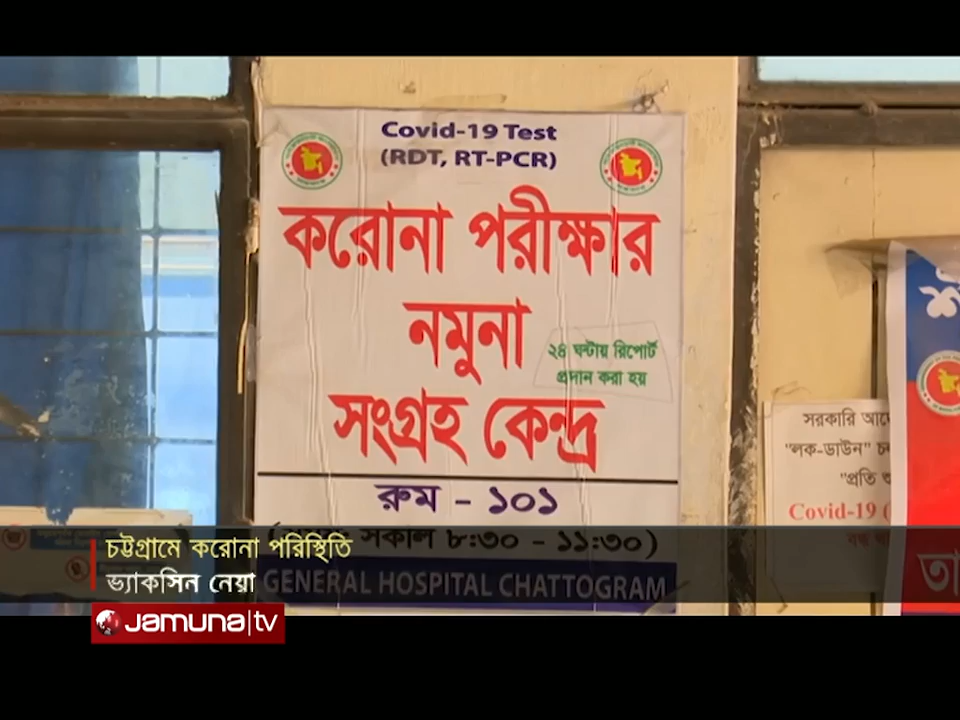 Covid-19 Test
(RDT, RT-PCR)
করোনা পরীক্ষার
নমুনা
২৪ ঘন্টায় রিপোর্ট
প্রদান করা হয়
সংগ্রহ কেন্দ্র
রুম - ১০১
সকাল ৮:৩০ - ১১:৩০)
GENERAL HOSPITAL CHATTOGRAM
সরকারি
"লক-ডাউন"
"প্রতি
Covid-19
চট্টগ্রামে করোনা পরিস্থিতি
ভ্যাকসিন নেয়া
Jamuna|tv